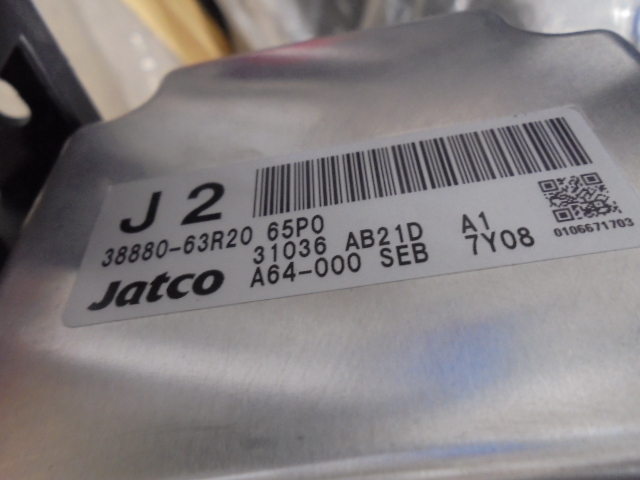 J 2
38880-63R20 65P0
31036 AB21D A1
Jatco A64-000 SEB 7Y08
0106671703